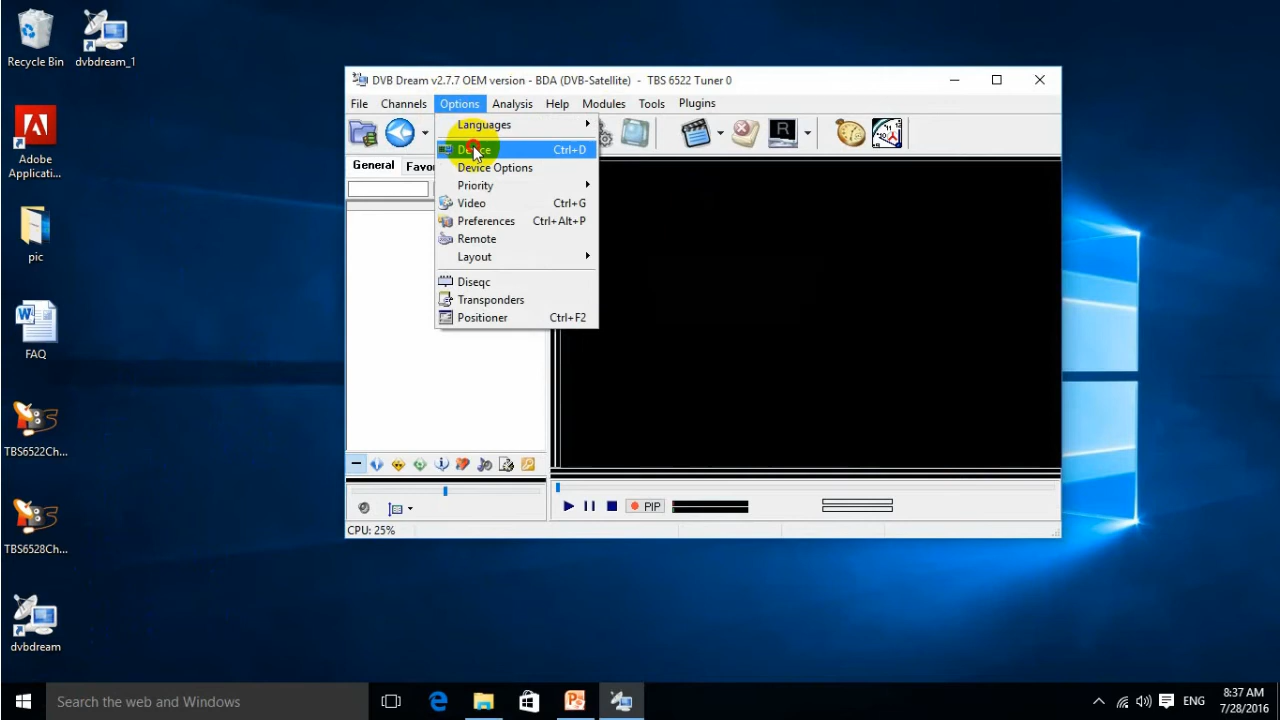 Recycle Bin
dvbdream_1
Adobe
Applicati...
pic
FAQ
TBS6522Ch...
TBS6528Ch...
dvbdream
DVB Dream v2.7.7 OEM version - BDA (DVB-Satellite) - TBS 6522 Tuner 0
File Channels Options Analysis Help Modules Tools Plugins
Languages
Device Ctrl+D
Device Options
Priority
Video Ctrl+G
Preferences Ctrl+Alt+P
Remote
Layout
Diseqc
Transponders
Positioner Ctrl+F2
R
General Favo
PIP
CPU: 25%
Search the web and Windows
ENG
8:37 AM
7/28/2016